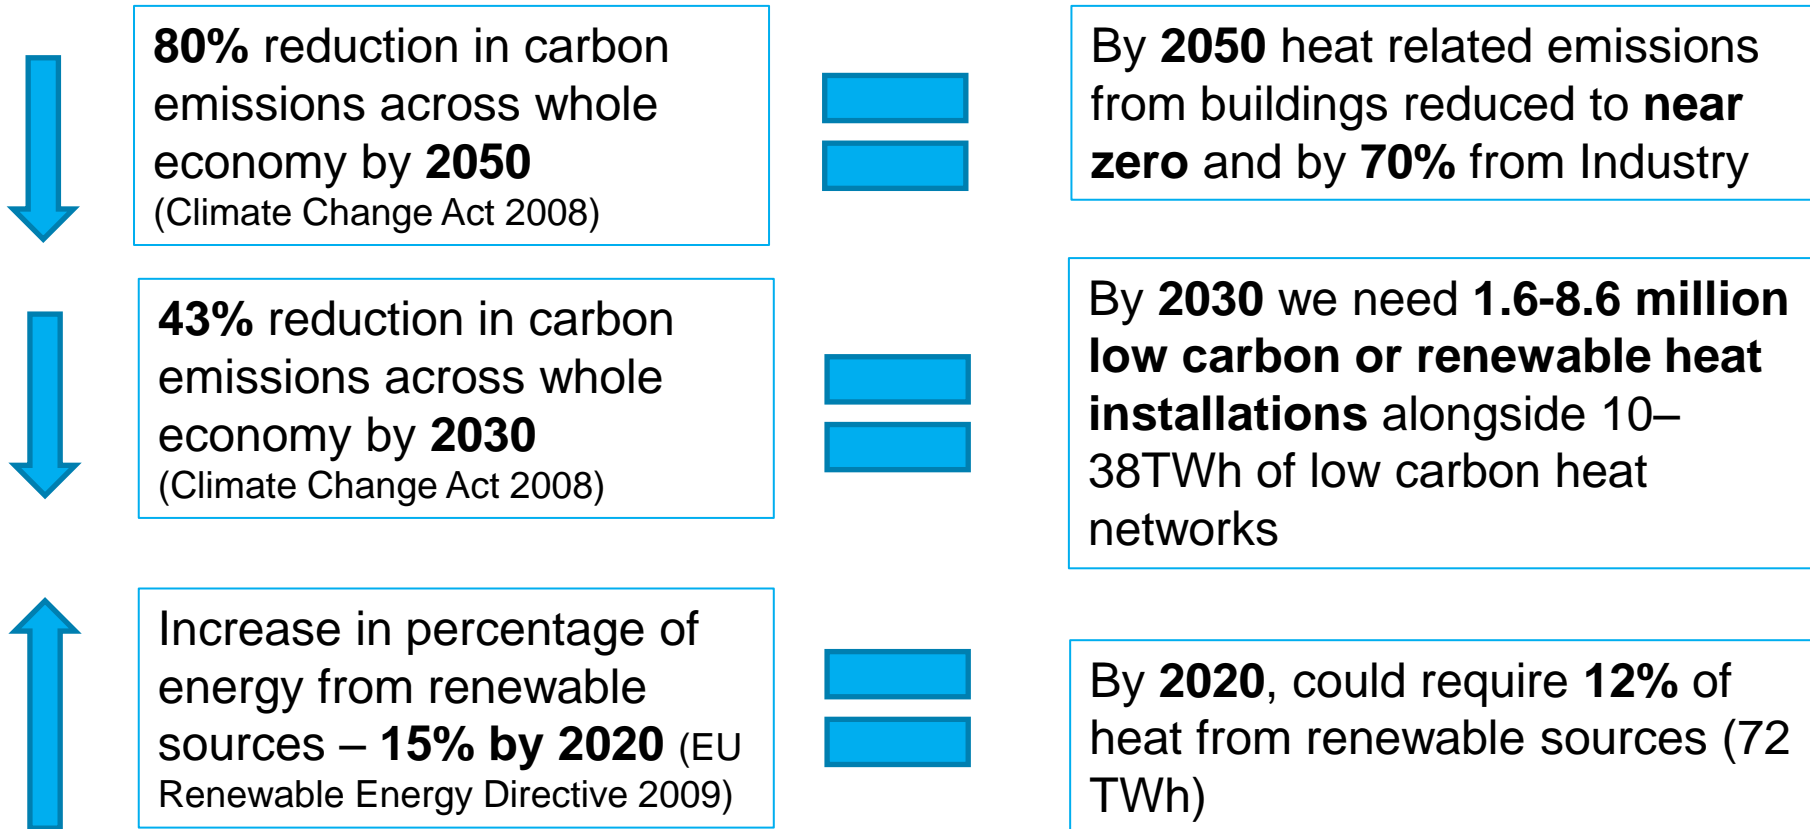 80% reduction in carbon
emissions across whole
economy by 2050
(Climate Change Act 2008)
By 2050 heat related emissions
from buildings reduced to near
zero and by 70% from Industry
43% reduction in carbon
emissions across whole
economy by 2030
(Climate Change Act 2008)
By 2030 we need 1.6-8.6 million
low carbon or renewable heat
installations alongside 10–
38TWh of low carbon heat
networks
Increase in percentage of
energy from renewable
sources – 15% by 2020 (EU
Renewable Energy Directive 2009)
By 2020, could require 12% of
heat from renewable sources (72
TWh)